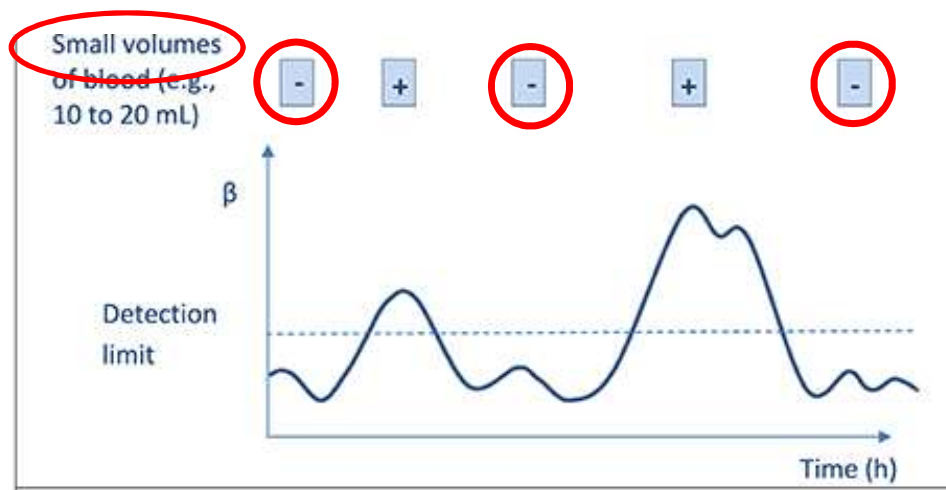 Small volumes
of blood (e.g.,
10 to 20 mL)
- + - + -
β
Detection
limit
Time (h)